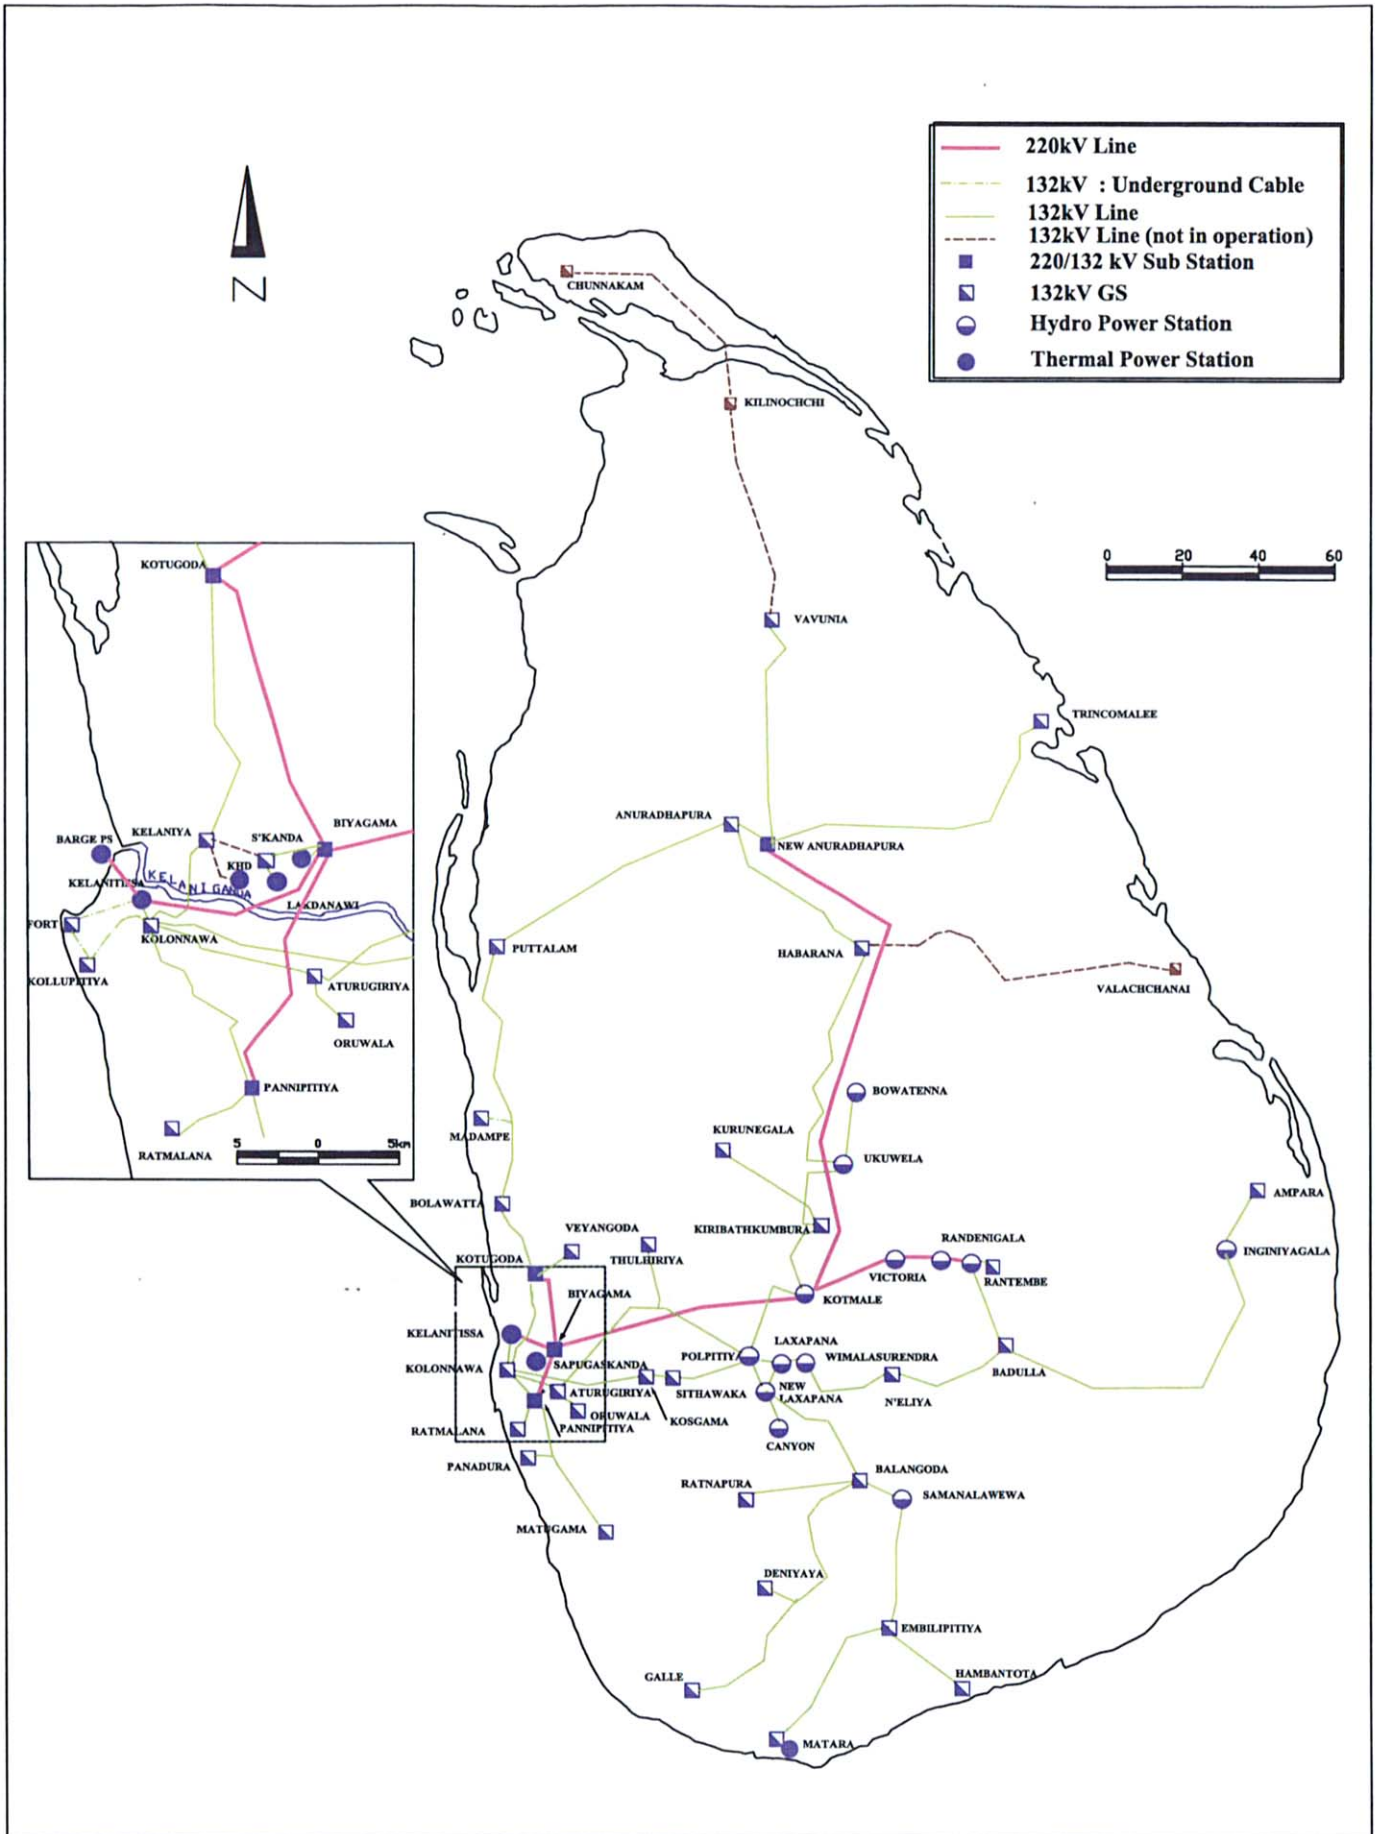 220kV Line
132kV : Underground Cable
132kV Line
132kV Line (not in operation)
220/132 kV Sub Station
132kV GS
Hydro Power Station
Thermal Power Station
N
CHUNNAKAM
KILINOCHCHI
0 20 40 60
VAVUNIA
TRINCOMALEE
ANURADHAPURA
NEW ANURADHAPURA
PUTTALAM
HABARANA
VALACHCHANAI
KOTUGODA
BIYAGAMA
KELANIYA
S'KANDA
BARGE PS
KHD
KELANITISSA
KELANI GANGA
LAKDANAWI
FORT
KOLONNAWA
KOLLUPITIYA
ATURUGIRIYA
ORUWALA
PANNIPITIYA
RATMALANA
5 0 5km
BOWATENNA
MADAMPE
KURUNEGALA
UKUWELA
AMPARA
BOLAWATTA
KIRIBATHKUMBURA
VEYANGODA
THULHIRIYA
RANDENIGALA
INGINIYAGALA
KOTUGODA
VICTORIA
RANTEMBE
BIYAGAMA
KOTMALE
KELANITISSA
LAXAPANA
POLPITIYA
WIMALASURENDRA
KOLONNAWA
SAPUGASKANDA
BADULLA
SITHAWAKA
ATURUGIRIYA
NEW
LAXAPANA
N'ELIYA
ORUWALA
KOSGAMA
RATMALANA
PANNIPITIYA
CANYON
PANADURA
BALANGODA
RATNAPURA
SAMANALAWEWA
MATUGAMA
DENIYAYA
EMBILIPITIYA
GALLE
HAMBANTOTA
MATARA